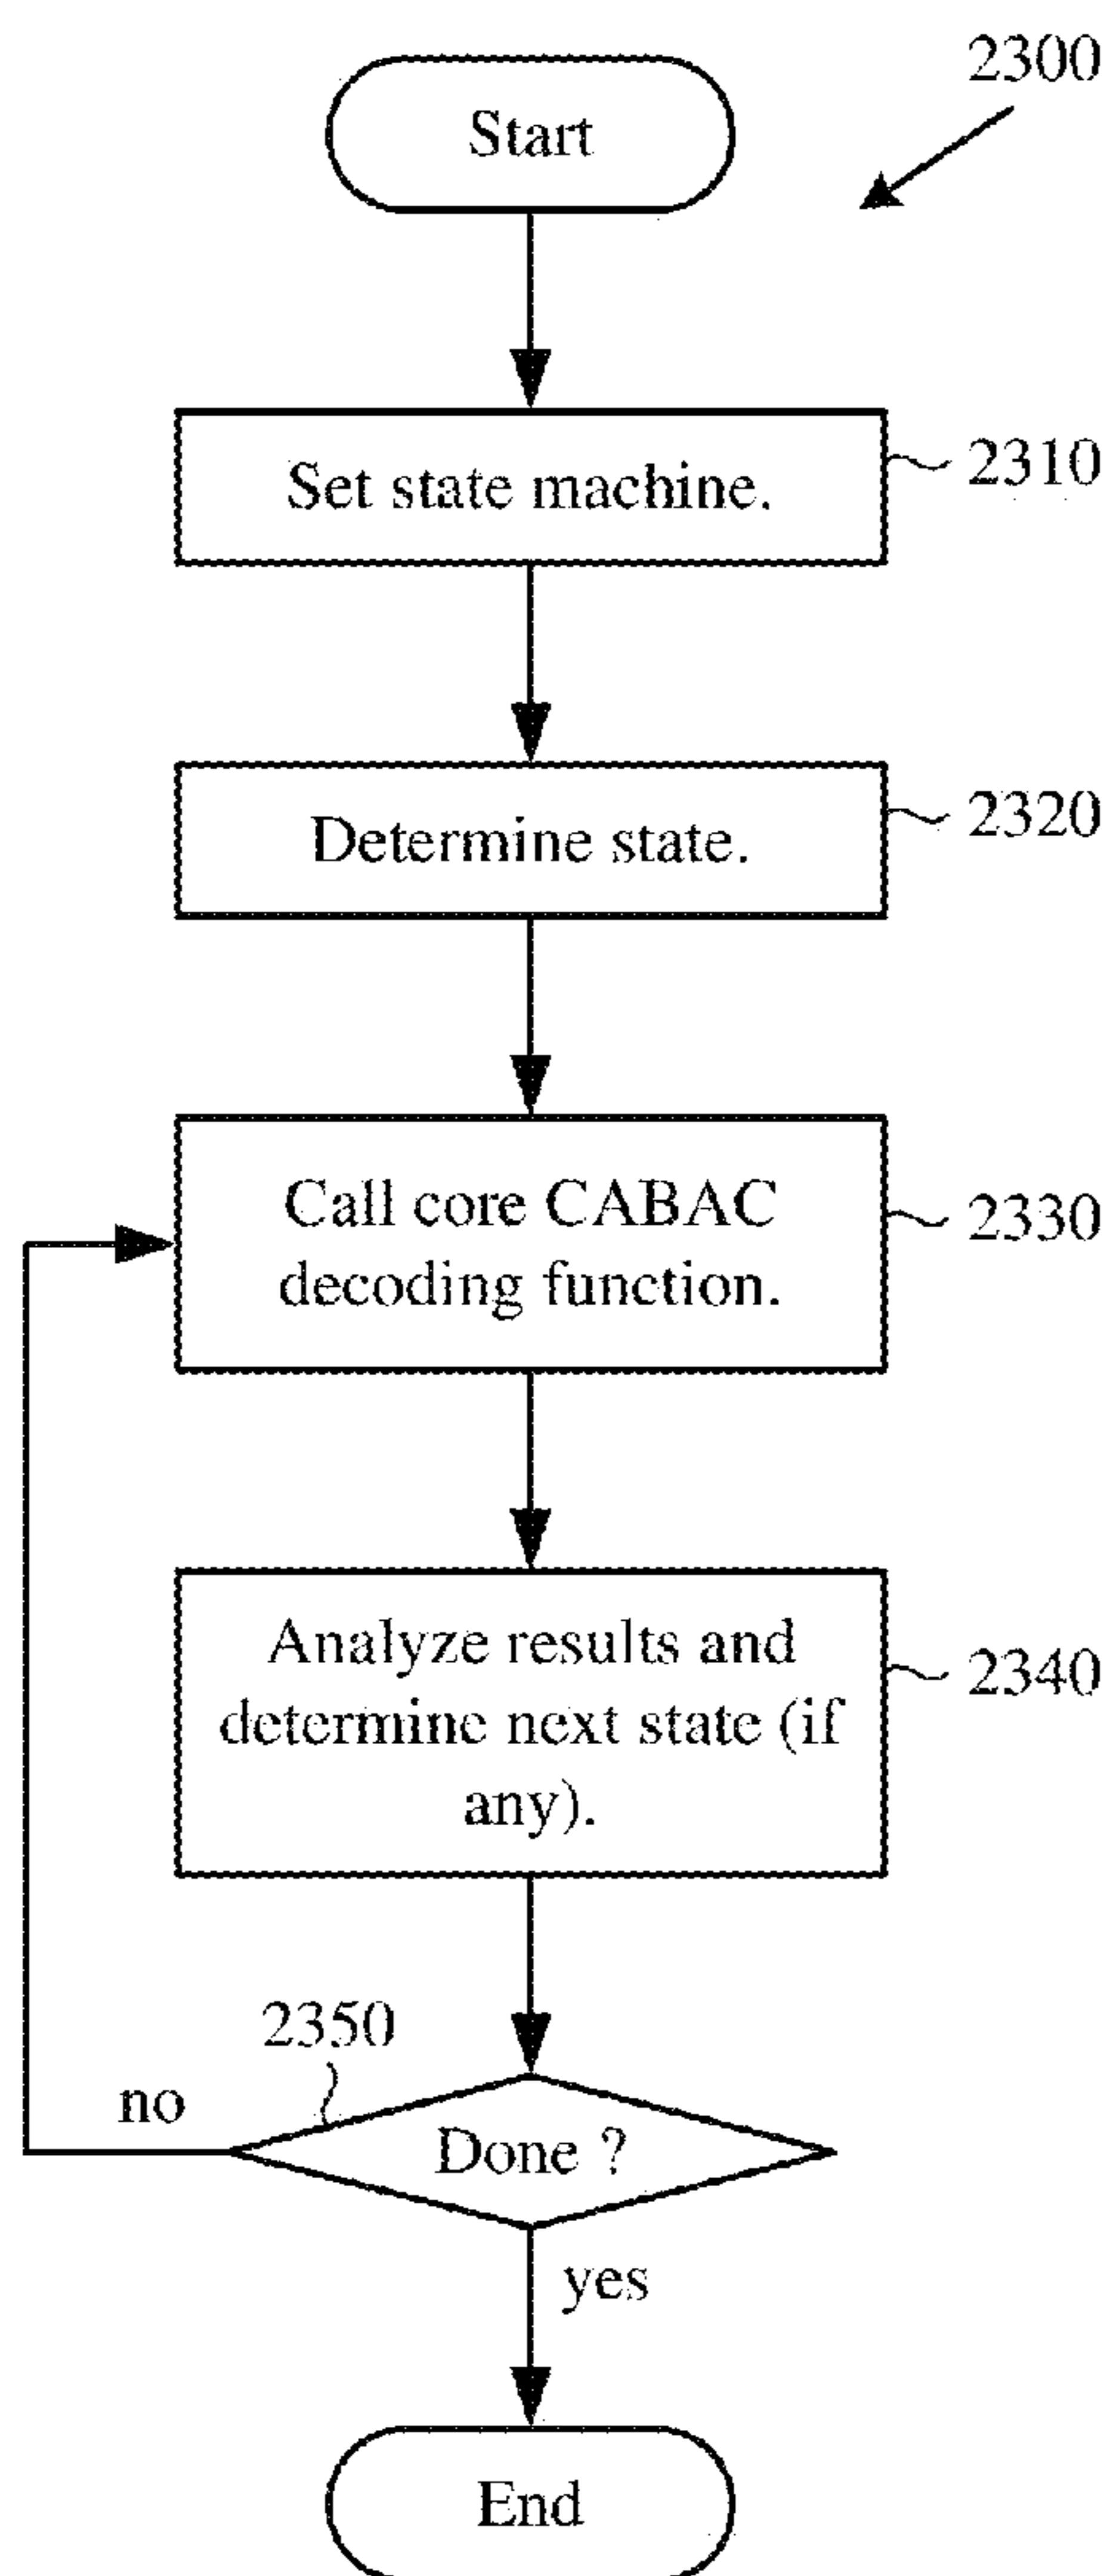 2300
Start
Set state machine.
2310
Determine state.
2320
Call core CABAC
decoding function.
2330
Analyze results and
determine next state (if
any).
2340
2350
no
Done ?
yes
End